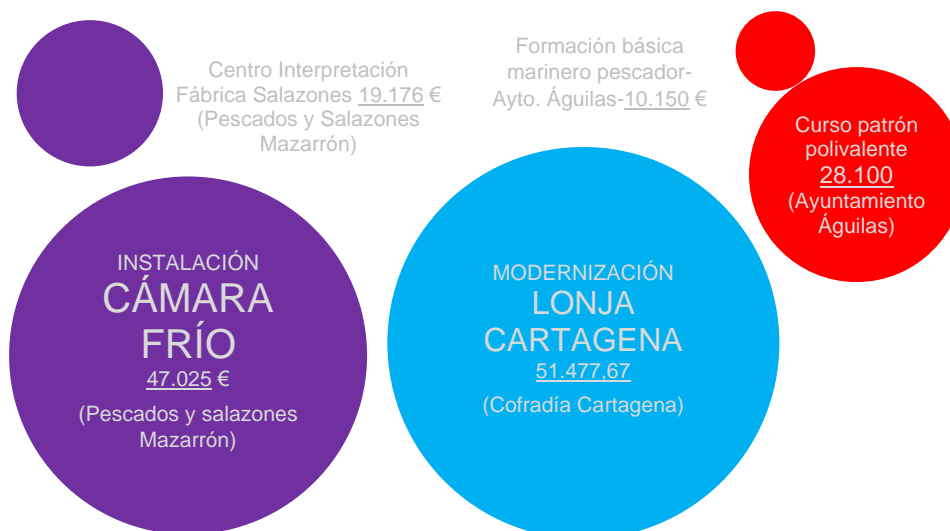 Centro Interpretación
Fábrica Salazones 19.176 €
(Pescados y Salazones
Mazarrón)
Formación básica
marinero pescador-
Ayto. Águilas-10.150 €
Curso patrón
polivalente
28.100
(Ayuntamiento
Águilas)
INSTALACIÓN
CÁMARA
FRÍO
47.025 €
(Pescados y salazones
Mazarrón)
MODERNIZACIÓN
LONJA
CARTAGENA
51.477,67
(Cofradía Cartagena)